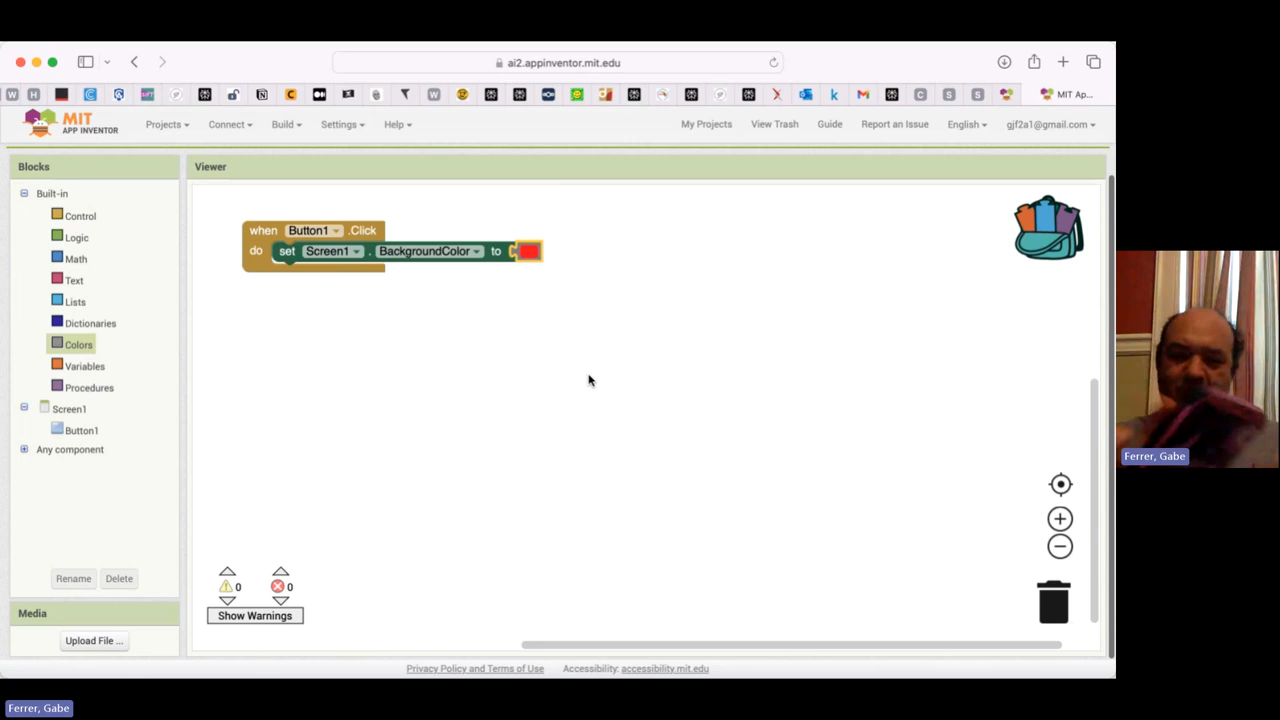 ai2.appinventor.mit.edu
MIT Ap...
MIT
APP INVENTOR
Projects
Connect
Build
Settings
Help
My Projects
View Trash
Guide
Report an Issue
English
gjf2a1@gmail.com
Blocks
Viewer
Built-in
Control
Logic
Math
Text
Lists
Dictionaries
Colors
Variables
Procedures
Screen1
Button1
Any component
Rename
Delete
Media
Upload File ...
when Button1 .Click
do set Screen1 . BackgroundColor to
0
0
Show Warnings
Privacy Policy and Terms of Use
Accessibility: accessibility.mit.edu
Ferrer, Gabe
Ferrer, Gabe